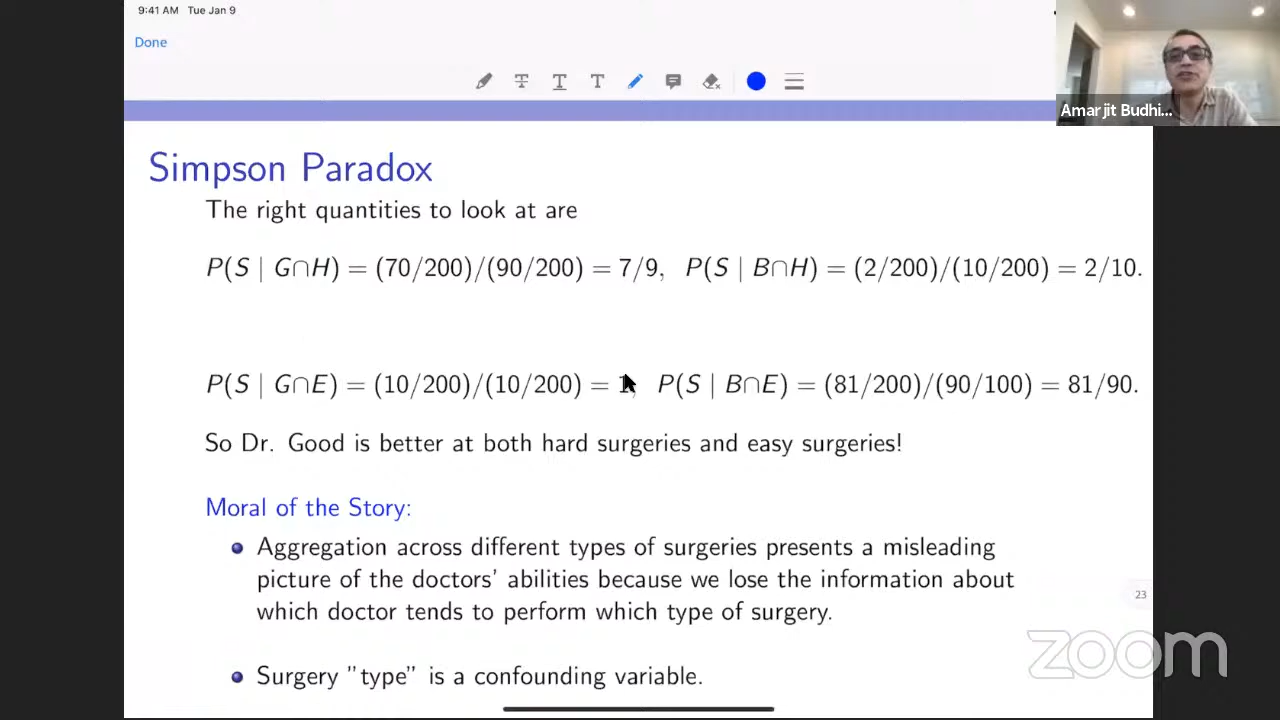 9:41 AM Tue Jan 9
Done
Amarjit Budhi...
Simpson Paradox
The right quantities to look at are
P(S | G∩H) = (70/200)/(90/200) = 7/9, P(S | B∩H) = (2/200)/(10/200) = 2/10.
P(S | G∩E) = (10/200)/(10/200) = 1, P(S | B∩E) = (81/200)/(90/100) = 81/90.
So Dr. Good is better at both hard surgeries and easy surgeries!
Moral of the Story:
Aggregation across different types of surgeries presents a misleading
picture of the doctors' abilities because we lose the information about
which doctor tends to perform which type of surgery.
23
zoom
Surgery "type" is a confounding variable.